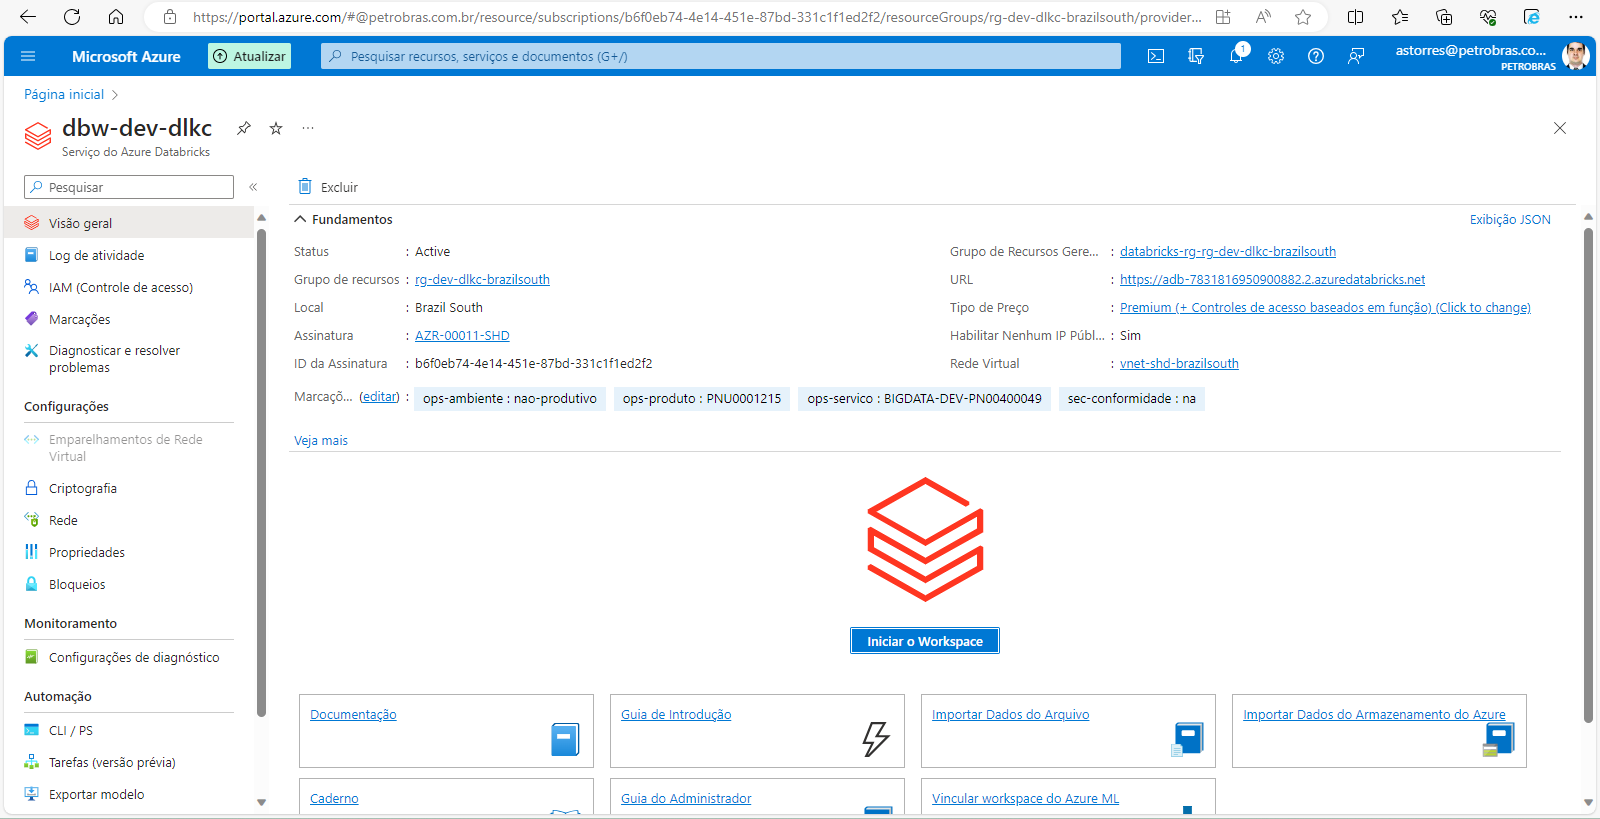 https://portal.azure.com/#@petrobras.com.br/resource/subscriptions/b6f0eb74-4e14-451e-87bd-331c1f1ed2f2/resourceGroups/rg-dev-dlkc-brazilsouth/provider...
Microsoft Azure
Atualizar
Pesquisar recursos, serviços e documentos (G+/)
1
astorres@petrobras.co...
PETROBRAS
Página inicial
dbw-dev-dlkc
Serviço do Azure Databricks
Pesquisar
Visão geral
Log de atividade
IAM (Controle de acesso)
Marcações
Diagnosticar e resolver
problemas
Configurações
Emparelhamentos de Rede
Virtual
Criptografia
Rede
Propriedades
Bloqueios
Monitoramento
Configurações de diagnóstico
Automação
CLI / PS
Tarefas (versão prévia)
Exportar modelo
Excluir
Fundamentos
Exibição JSON
Status : Active
Grupo de recursos : rg-dev-dlkc-brazilsouth
Local : Brazil South
Assinatura : AZR-00011-SHD
ID da Assinatura : b6f0eb74-4e14-451e-87bd-331c1f1ed2f2
Grupo de Recursos Gere... : databricks-rg-rg-dev-dlkc-brazilsouth
URL : https://adb-7831816950900882.2.azuredatabricks.net
Tipo de Preço : Premium (+ Controles de acesso baseados em função) (Click to change)
Habilitar Nenhum IP Públ... : Sim
Rede Virtual : vnet-shd-brazilsouth
Marcaçõ... (editar) : ops-ambiente : nao-produtivo ops-produto : PNU0001215 ops-servico : BIGDATA-DEV-PN00400049 sec-conformidade : na
Veja mais
Iniciar o Workspace
Documentação
Guia de Introdução
Importar Dados do Arquivo
Importar Dados do Armazenamento do Azure
Caderno
Guia do Administrador
Vincular workspace do Azure ML